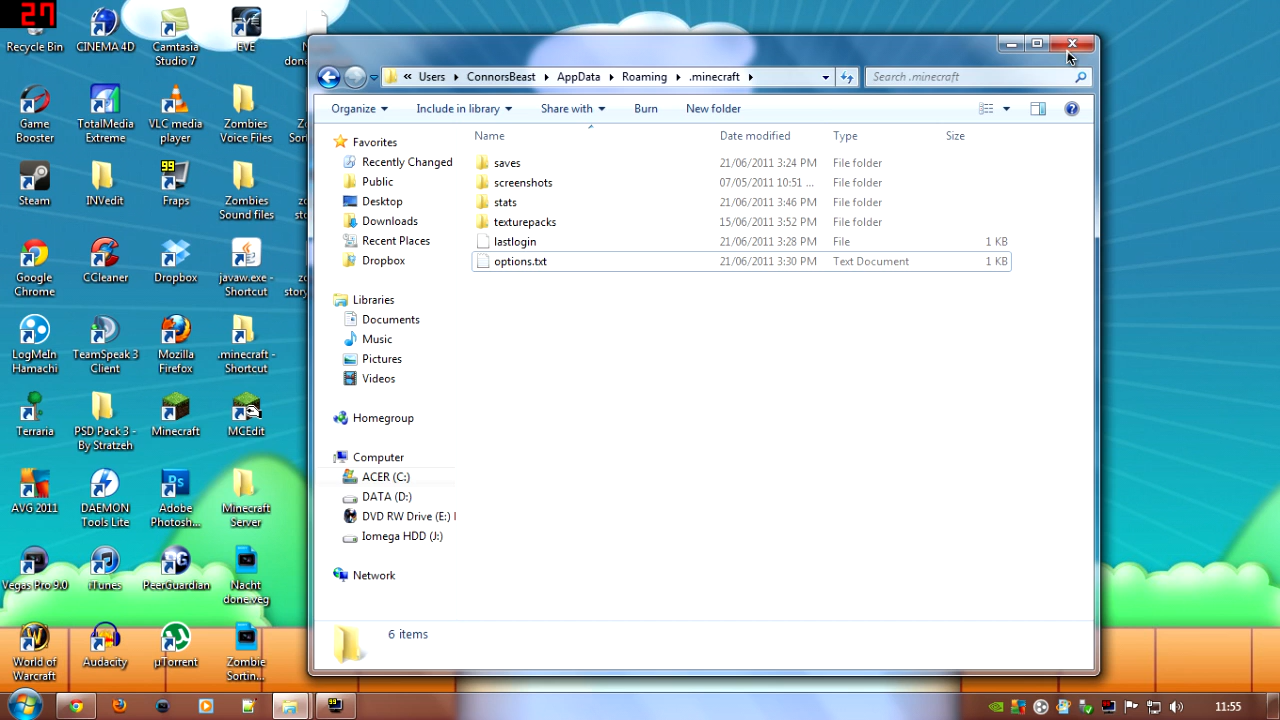 27
Recycle Bin
CINEMA 4D
Camtasia Studio 7
EVE
Game Booster
TotalMedia Extreme
VLC media player
Zombies Voice Files
Steam
INVedit
99
Fraps
Zombies Sound files
Google Chrome
CCleaner
Dropbox
javaw.exe - Shortcut
LogMeIn Hamachi
TeamSpeak 3 Client
Mozilla Firefox
.minecraft - Shortcut
Terraria
PSD Pack 3 - By Stratzeh
Minecraft
MCEdit
AVG 2011
DAEMON Tools Lite
Ps
Adobe Photosh...
Minecraft Server
Vegas Pro 9.0
iTunes
PG
PeerGuardian
Nacht done.veg
World of Warcraft
Audacity
µTorrent
Zombie Sortin...
« Users ▸ ConnorsBeast ▸ AppData ▸ Roaming ▸ .minecraft ▸
Search .minecraft
Organize Include in library Share with Burn New folder
Name Date modified Type Size
saves 21/06/2011 3:24 PM File folder
screenshots 07/05/2011 10:51 ... File folder
stats 21/06/2011 3:46 PM File folder
texturepacks 15/06/2011 3:52 PM File folder
lastlogin 21/06/2011 3:28 PM File 1 KB
options.txt 21/06/2011 3:30 PM Text Document 1 KB
Favorites
Recently Changed
Public
Desktop
Downloads
Recent Places
Dropbox
Libraries
Documents
Music
Pictures
Videos
Homegroup
Computer
ACER (C:)
DATA (D:)
DVD RW Drive (E:)
Iomega HDD (J:)
Network
6 items
99
11:55